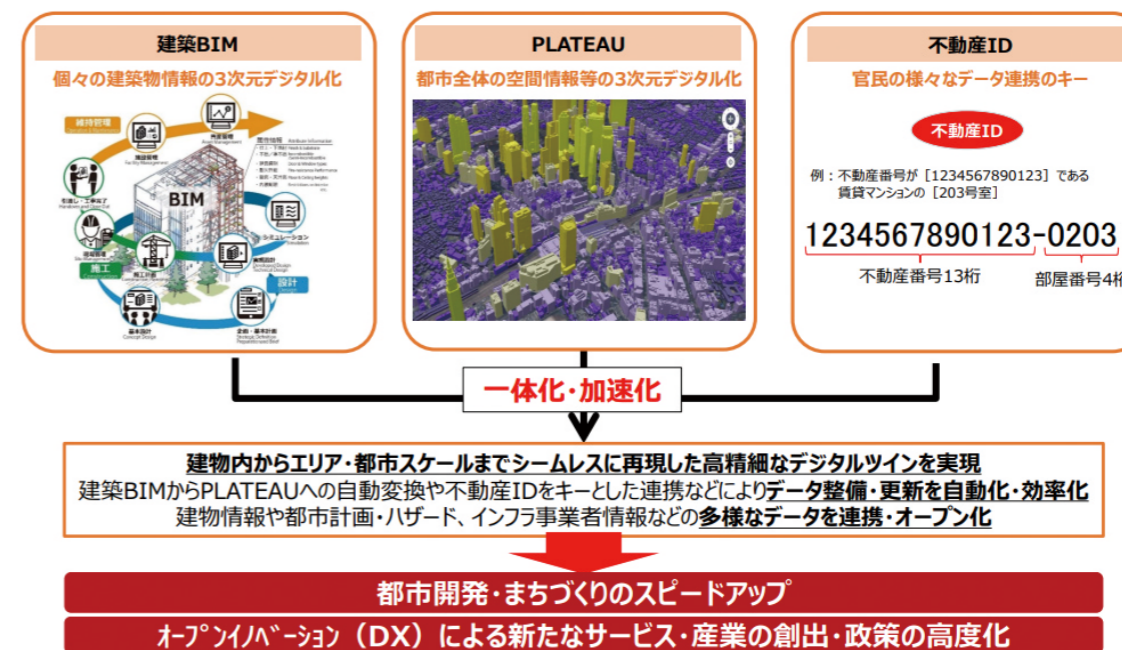 建築BIM
個々の建築物情報の3次元デジタル化
維持管理
BIM
施工
設計
PLATEAU
都市全体の空間情報等の3次元デジタル化
不動産ID
官民の様々なデータ連携のキー
不動産ID
例：不動産番号が［1234567890123］である
賃貸マンションの［203号室］
1234567890123-0203
不動産番号13桁
部屋番号4桁
一体化・加速化
建物内からエリア・都市スケールまでシームレスに再現した高精細なデジタルツインを実現
建築BIMからPLATEAUへの自動変換や不動産IDをキーとした連携などによりデータ整備・更新を自動化・効率化
建物情報や都市計画・ハザード、インフラ事業者情報などの多様なデータを連携・オープン化
都市開発・まちづくりのスピードアップ
ｵｰﾌﾟﾝｲﾉﾍﾞｰｼｮﾝ（DX）による新たなサービス・産業の創出・政策の高度化